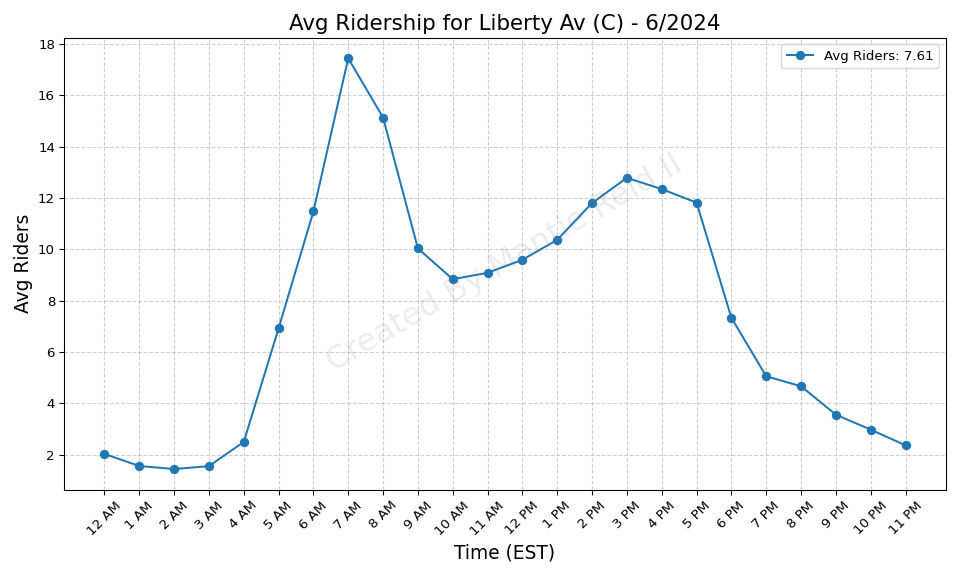 Avg Ridership for Liberty Av (C) - 6/2024
Avg Riders: 7.61
Avg Riders
18
16
14
12
10
8
6
4
2
Created By Mantic Reid II
12 AM
1 AM
2 AM
3 AM
4 AM
5 AM
6 AM
7 AM
8 AM
9 AM
10 AM
11 AM
12 PM
1 PM
2 PM
3 PM
4 PM
5 PM
6 PM
7 PM
8 PM
9 PM
10 PM
11 PM
Time (EST)